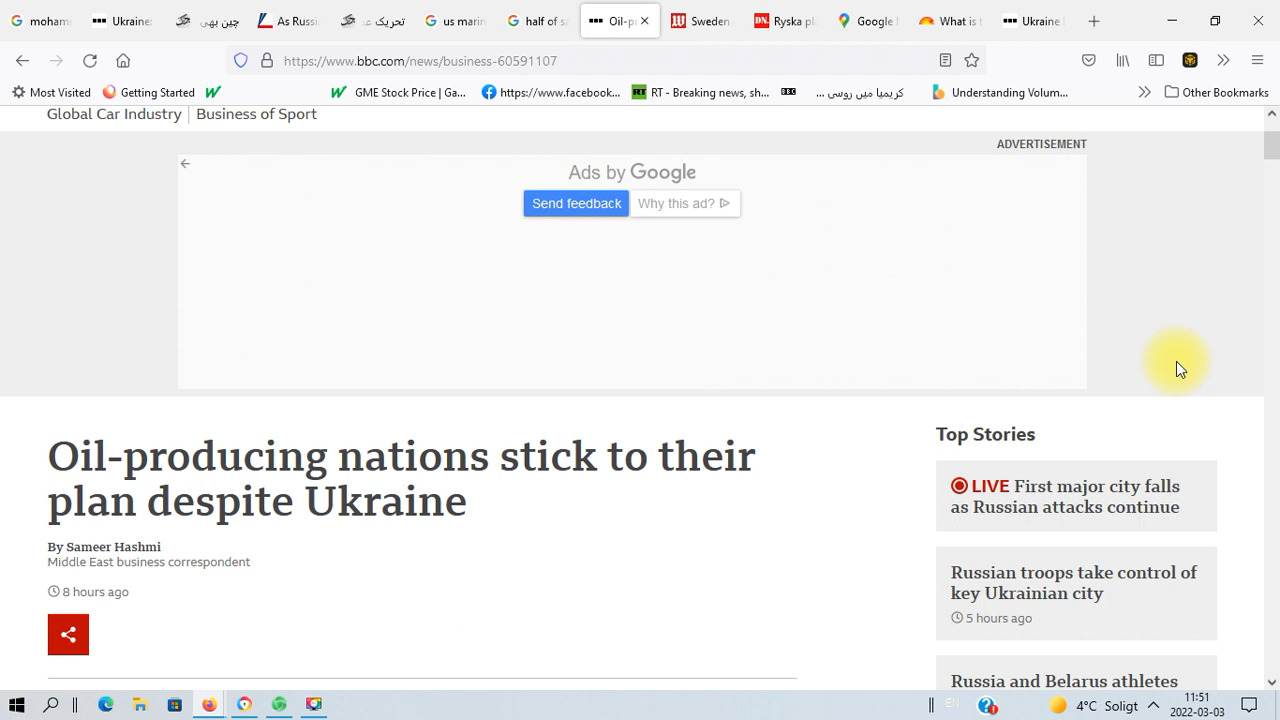 moham
Ukraine:
چین بھی
As Russi
تحریک عد
us marin
half of s
Oil-p
Sweden
DN. Ryska pl
Google
What is t
Ukraine
https://www.bbc.com/news/business-60591107
Most Visited
Getting Started
GME Stock Price | Ga...
https://www.facebook...
RT RT - Breaking news, sh...
BBC کریمیا میں روسی ...
Understanding Volum...
Other Bookmarks
Global Car Industry | Business of Sport
ADVERTISEMENT
Ads by Google
Send feedback
Why this ad?
Oil-producing nations stick to their
plan despite Ukraine
By Sameer Hashmi
Middle East business correspondent
8 hours ago
Top Stories
LIVE First major city falls
as Russian attacks continue
Russian troops take control of
key Ukrainian city
5 hours ago
Russia and Belarus athletes
EN
4°C Soligt
11:51
2022-03-03